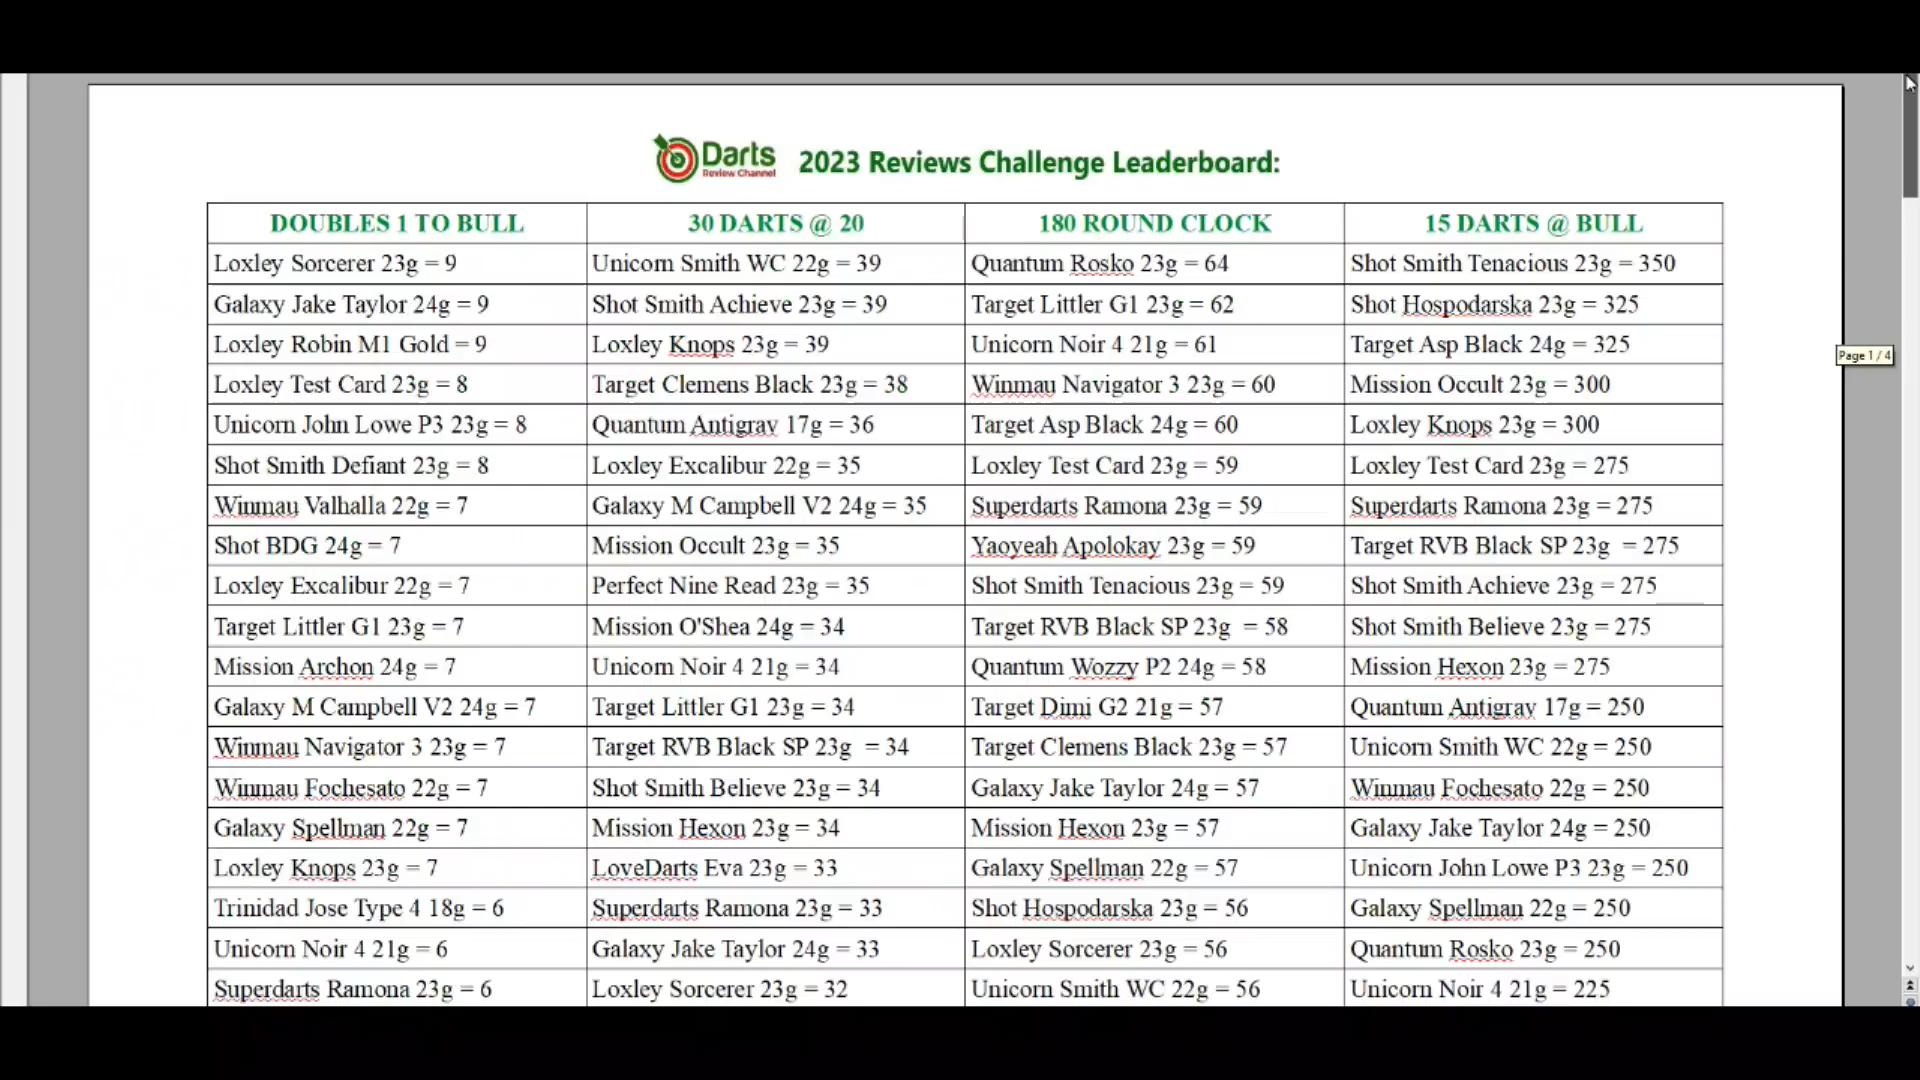 Darts
Review Channel
2023 Reviews Challenge Leaderboard:
DOUBLES 1 TO BULL 30 DARTS @ 20 180 ROUND CLOCK 15 DARTS @ BULL
Loxley Sorcerer 23g = 9 Unicorn Smith WC 22g = 39 Quantum Rosko 23g = 64 Shot Smith Tenacious 23g = 350
Galaxy Jake Taylor 24g = 9 Shot Smith Achieve 23g = 39 Target Littler G1 23g = 62 Shot Hospodarska 23g = 325
Loxley Robin M1 Gold = 9 Loxley Knops 23g = 39 Unicorn Noir 4 21g = 61 Target Asp Black 24g = 325
Page 1 / 4
Loxley Test Card 23g = 8 Target Clemens Black 23g = 38 Winmau Navigator 3 23g = 60 Mission Occult 23g = 300
Unicorn John Lowe P3 23g = 8 Quantum Antigrav 17g = 36 Target Asp Black 24g = 60 Loxley Knops 23g = 300
Shot Smith Defiant 23g = 8 Loxley Excalibur 22g = 35 Loxley Test Card 23g = 59 Loxley Test Card 23g = 275
Winmau Valhalla 22g = 7 Galaxy M Campbell V2 24g = 35 Superdarts Ramona 23g = 59 Superdarts Ramona 23g = 275
Shot BDG 24g = 7 Mission Occult 23g = 35 Yaoyeah Apolokay 23g = 59 Target RVB Black SP 23g = 275
Loxley Excalibur 22g = 7 Perfect Nine Read 23g = 35 Shot Smith Tenacious 23g = 59 Shot Smith Achieve 23g = 275
Target Littler G1 23g = 7 Mission O'Shea 24g = 34 Target RVB Black SP 23g = 58 Shot Smith Believe 23g = 275
Mission Archon 24g = 7 Unicorn Noir 4 21g = 34 Quantum Wozzy P2 24g = 58 Mission Hexon 23g = 275
Galaxy M Campbell V2 24g = 7 Target Littler G1 23g = 34 Target Dimi G2 21g = 57 Quantum Antigrav 17g = 250
Winmau Navigator 3 23g = 7 Target RVB Black SP 23g = 34 Target Clemens Black 23g = 57 Unicorn Smith WC 22g = 250
Winmau Fochesato 22g = 7 Shot Smith Believe 23g = 34 Galaxy Jake Taylor 24g = 57 Winmau Fochesato 22g = 250
Galaxy Spellman 22g = 7 Mission Hexon 23g = 34 Mission Hexon 23g = 57 Galaxy Jake Taylor 24g = 250
Loxley Knops 23g = 7 LoveDarts Eva 23g = 33 Galaxy Spellman 22g = 57 Unicorn John Lowe P3 23g = 250
Trinidad Jose Type 4 18g = 6 Superdarts Ramona 23g = 33 Shot Hospodarska 23g = 56 Galaxy Spellman 22g = 250
Unicorn Noir 4 21g = 6 Galaxy Jake Taylor 24g = 33 Loxley Sorcerer 23g = 56 Quantum Rosko 23g = 250
Superdarts Ramona 23g = 6 Loxley Sorcerer 23g = 32 Unicorn Smith WC 22g = 56 Unicorn Noir 4 21g = 225